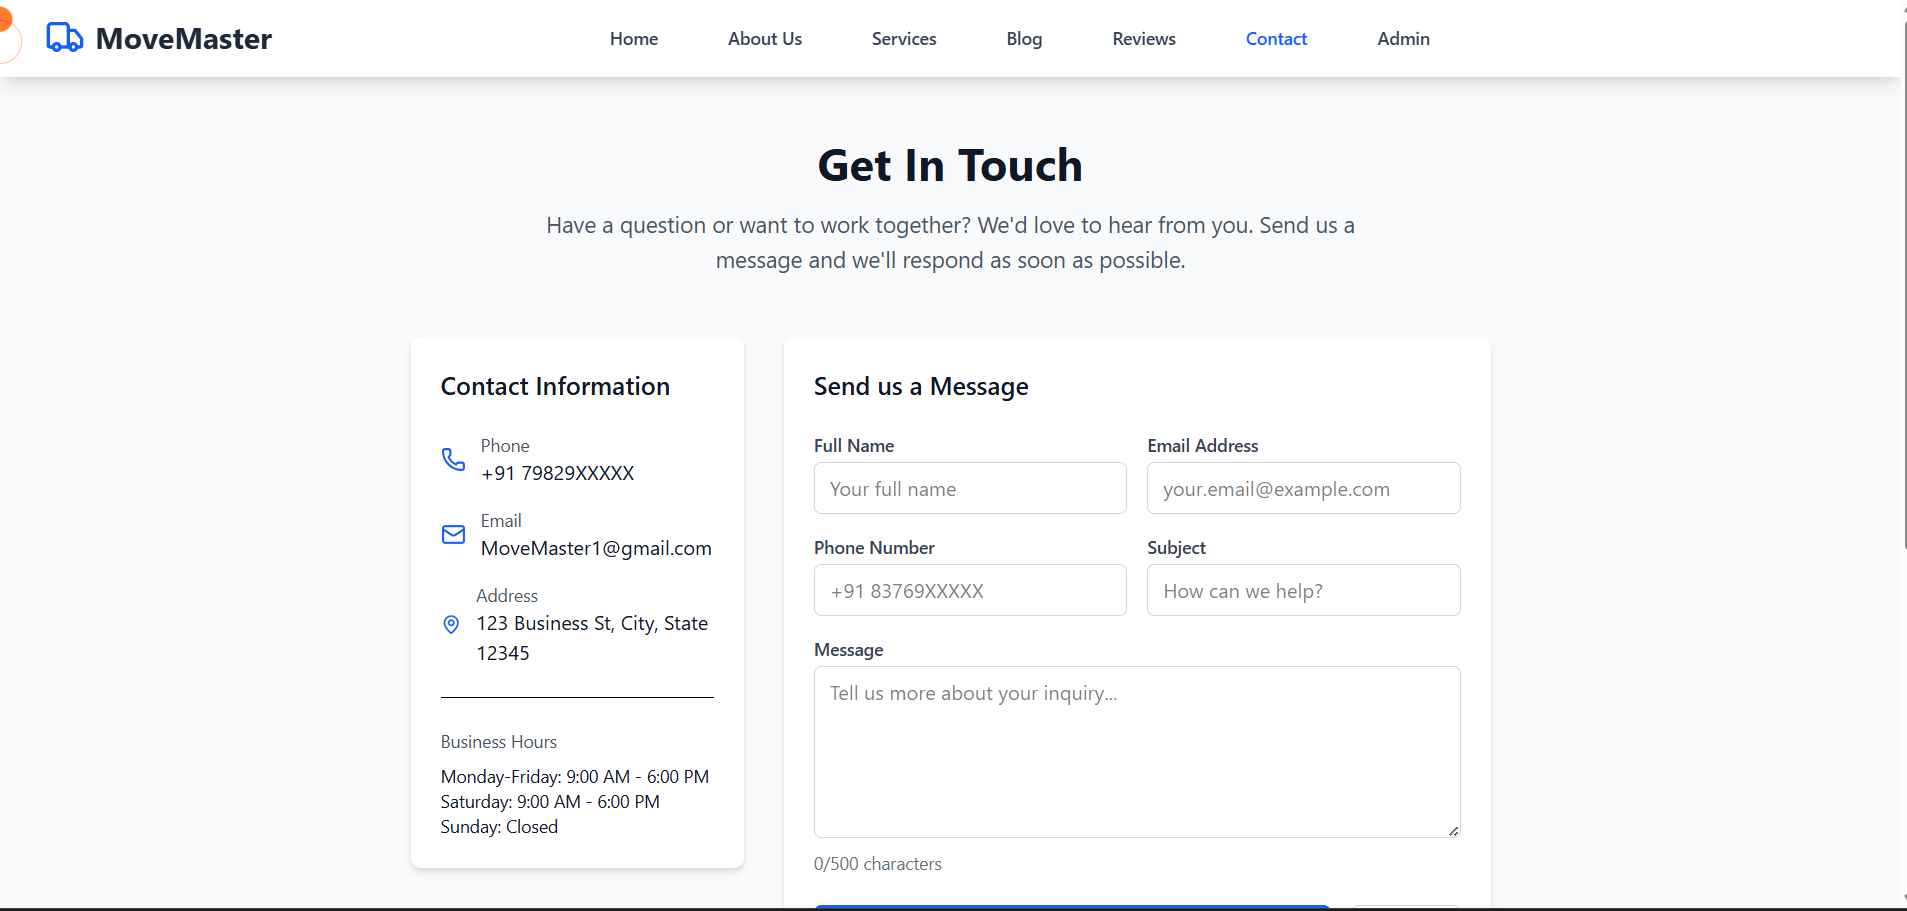 MoveMaster
Home About Us Services Blog Reviews Contact Admin
Get In Touch
Have a question or want to work together? We'd love to hear from you. Send us a
message and we'll respond as soon as possible.
Contact Information
Phone
+91 79829XXXXX
Email
MoveMaster1@gmail.com
Address
123 Business St, City, State
12345
Business Hours
Monday-Friday: 9:00 AM - 6:00 PM
Saturday: 9:00 AM - 6:00 PM
Sunday: Closed
Send us a Message
Full Name
Your full name
Email Address
your.email@example.com
Phone Number
+91 83769XXXXX
Subject
How can we help?
Message
Tell us more about your inquiry...
0/500 characters